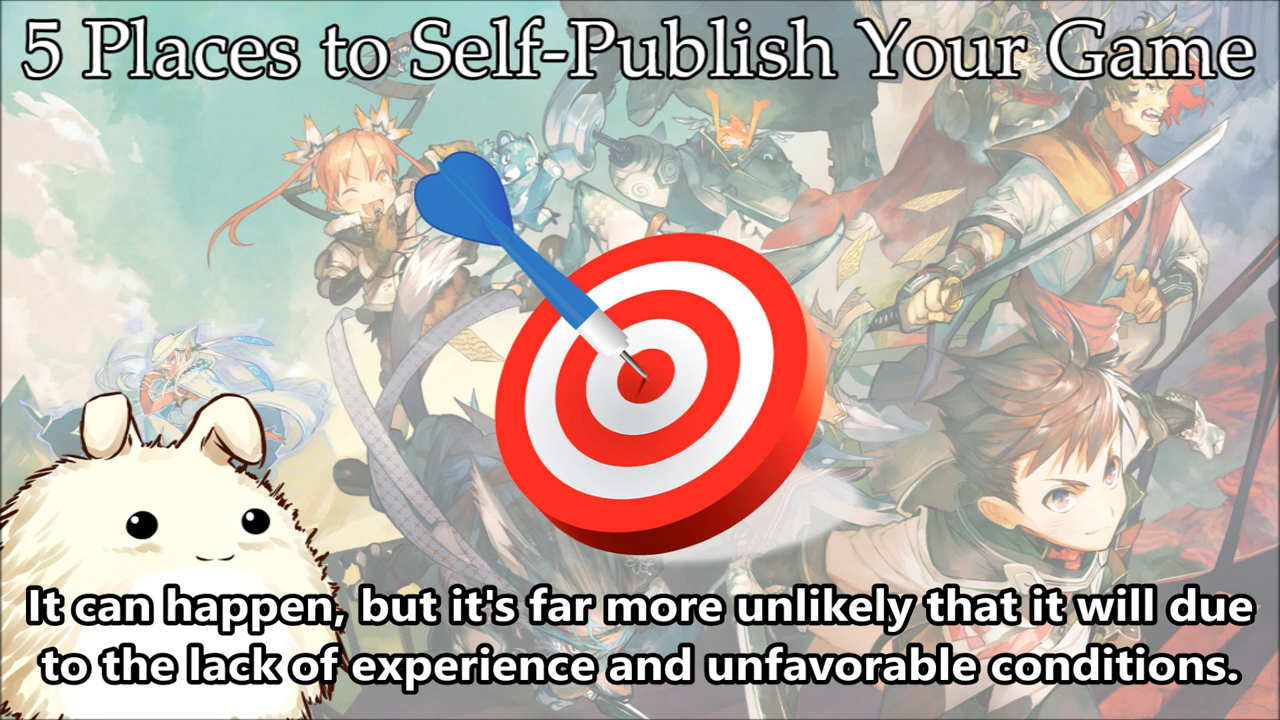 5 Places to Self-Publish Your Game
It can happen, but it's far more unlikely that it will due
to the lack of experience and unfavorable conditions.